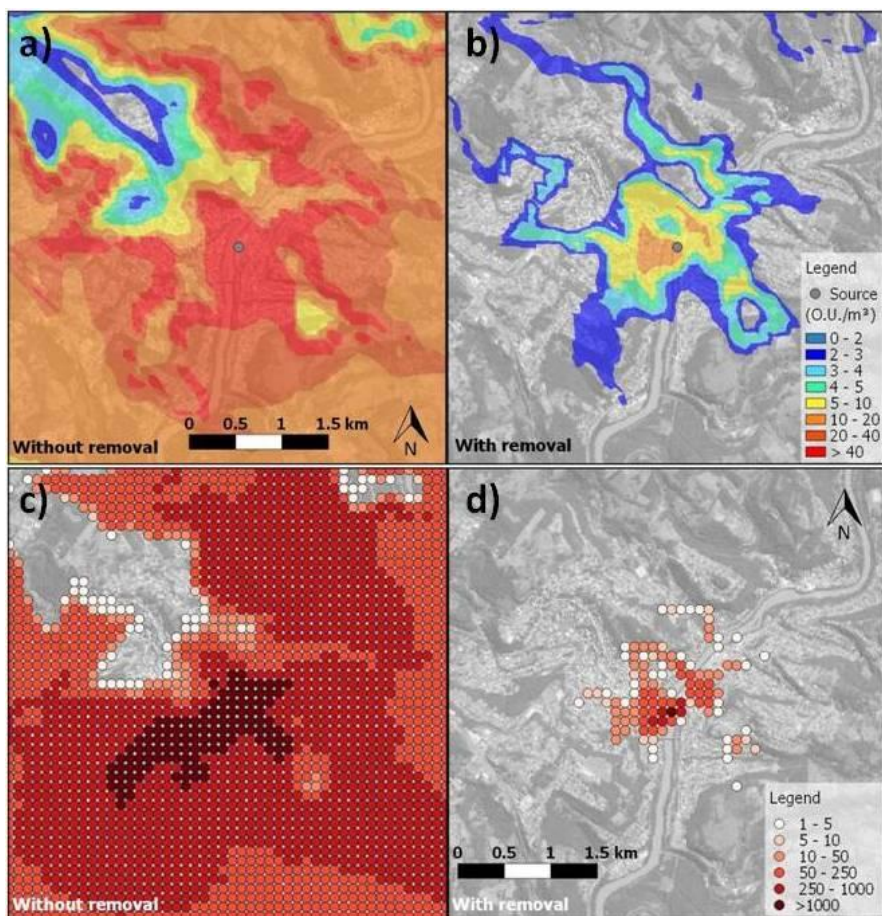 a)
b)
Legend
Source
(O.U./m³)
0 - 2
2 - 3
3 - 4
4 - 5
5 - 10
10 - 20
20 - 40
> 40
0 0.5 1 1.5 km
N
Without removal
With removal
c)
d)
N
Legend
1 - 5
5 - 10
10 - 50
50 - 250
250 - 1000
>1000
0 0.5 1 1.5 km
Without removal
With removal